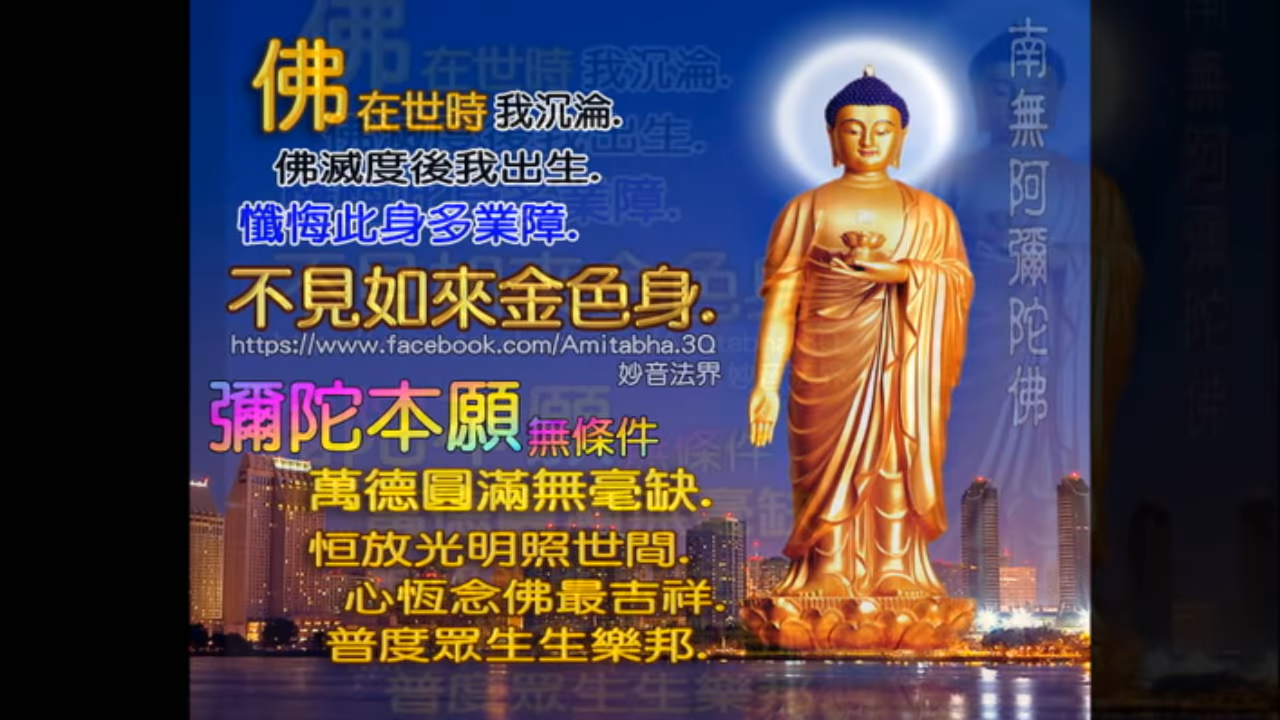 佛在世時我沉淪.
佛滅度後我出生.
懺悔此身多業障.
不見如來金色身.
https://www.facebook.com/Amitabha.3Q
妙音法界
彌陀本願無條件
萬德圓滿無毫缺.
恒放光明照世間.
心恆念佛最吉祥.
普度眾生生樂邦.
南無阿彌陀佛